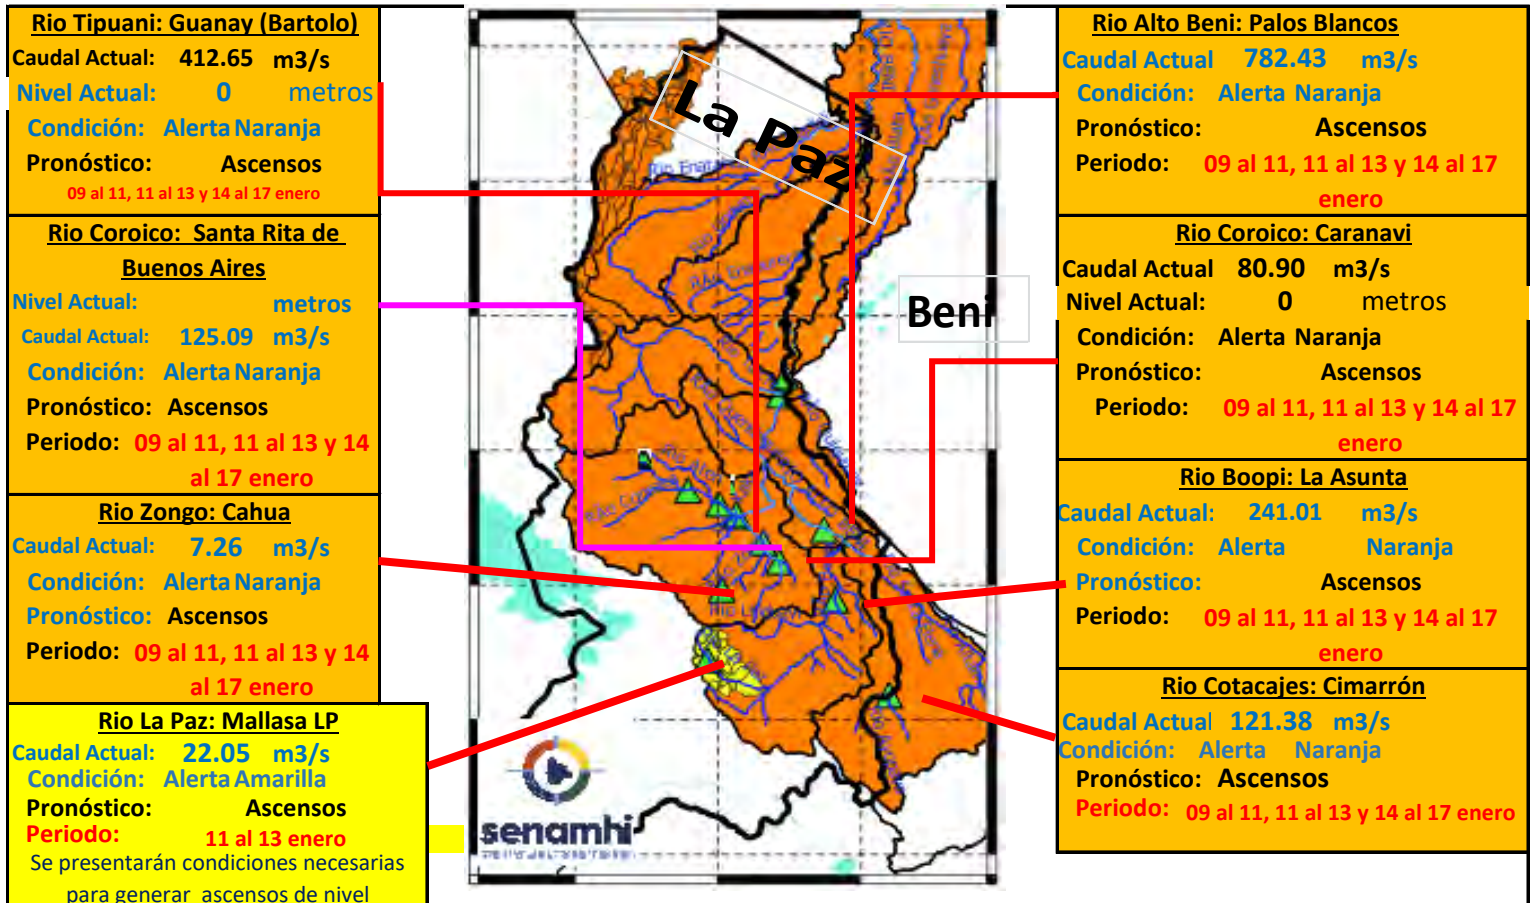 Rio Tipuani: Guanay (Bartolo)
Caudal Actual: 412.65 m3/s
Nivel Actual: 0 metros
Condición: Alerta Naranja
Pronóstico: Ascensos
09 al 11, 11 al 13 y 14 al 17 enero
Rio Coroico: Santa Rita de
Buenos Aires
Nivel Actual: metros
Caudal Actual: 125.09 m3/s
Condición: Alerta Naranja
Pronóstico: Ascensos
Periodo: 09 al 11, 11 al 13 y 14
al 17 enero
Rio Zongo: Cahua
Caudal Actual: 7.26 m3/s
Condición: Alerta Naranja
Pronóstico: Ascensos
Periodo: 09 al 11, 11 al 13 y 14
al 17 enero
Rio La Paz: Mallasa LP
Caudal Actual: 22.05 m3/s
Condición: Alerta Amarilla
Pronóstico: Ascensos
Periodo: 11 al 13 enero
Se presentarán condiciones necesarias
para generar ascensos de nivel
La Paz
Beni
senamhi
Rio Alto Beni: Palos Blancos
Caudal Actual 782.43 m3/s
Condición: Alerta Naranja
Pronóstico: Ascensos
Periodo: 09 al 11, 11 al 13 y 14 al 17
enero
Rio Coroico: Caranavi
Caudal Actual 80.90 m3/s
Nivel Actual: 0 metros
Condición: Alerta Naranja
Pronóstico: Ascensos
Periodo: 09 al 11, 11 al 13 y 14 al 17
enero
Rio Boopi: La Asunta
Caudal Actual: 241.01 m3/s
Condición: Alerta Naranja
Pronóstico: Ascensos
Periodo: 09 al 11, 11 al 13 y 14 al 17
enero
Rio Cotacajes: Cimarrón
Caudal Actual 121.38 m3/s
Condición: Alerta Naranja
Pronóstico: Ascensos
Periodo: 09 al 11, 11 al 13 y 14 al 17 enero